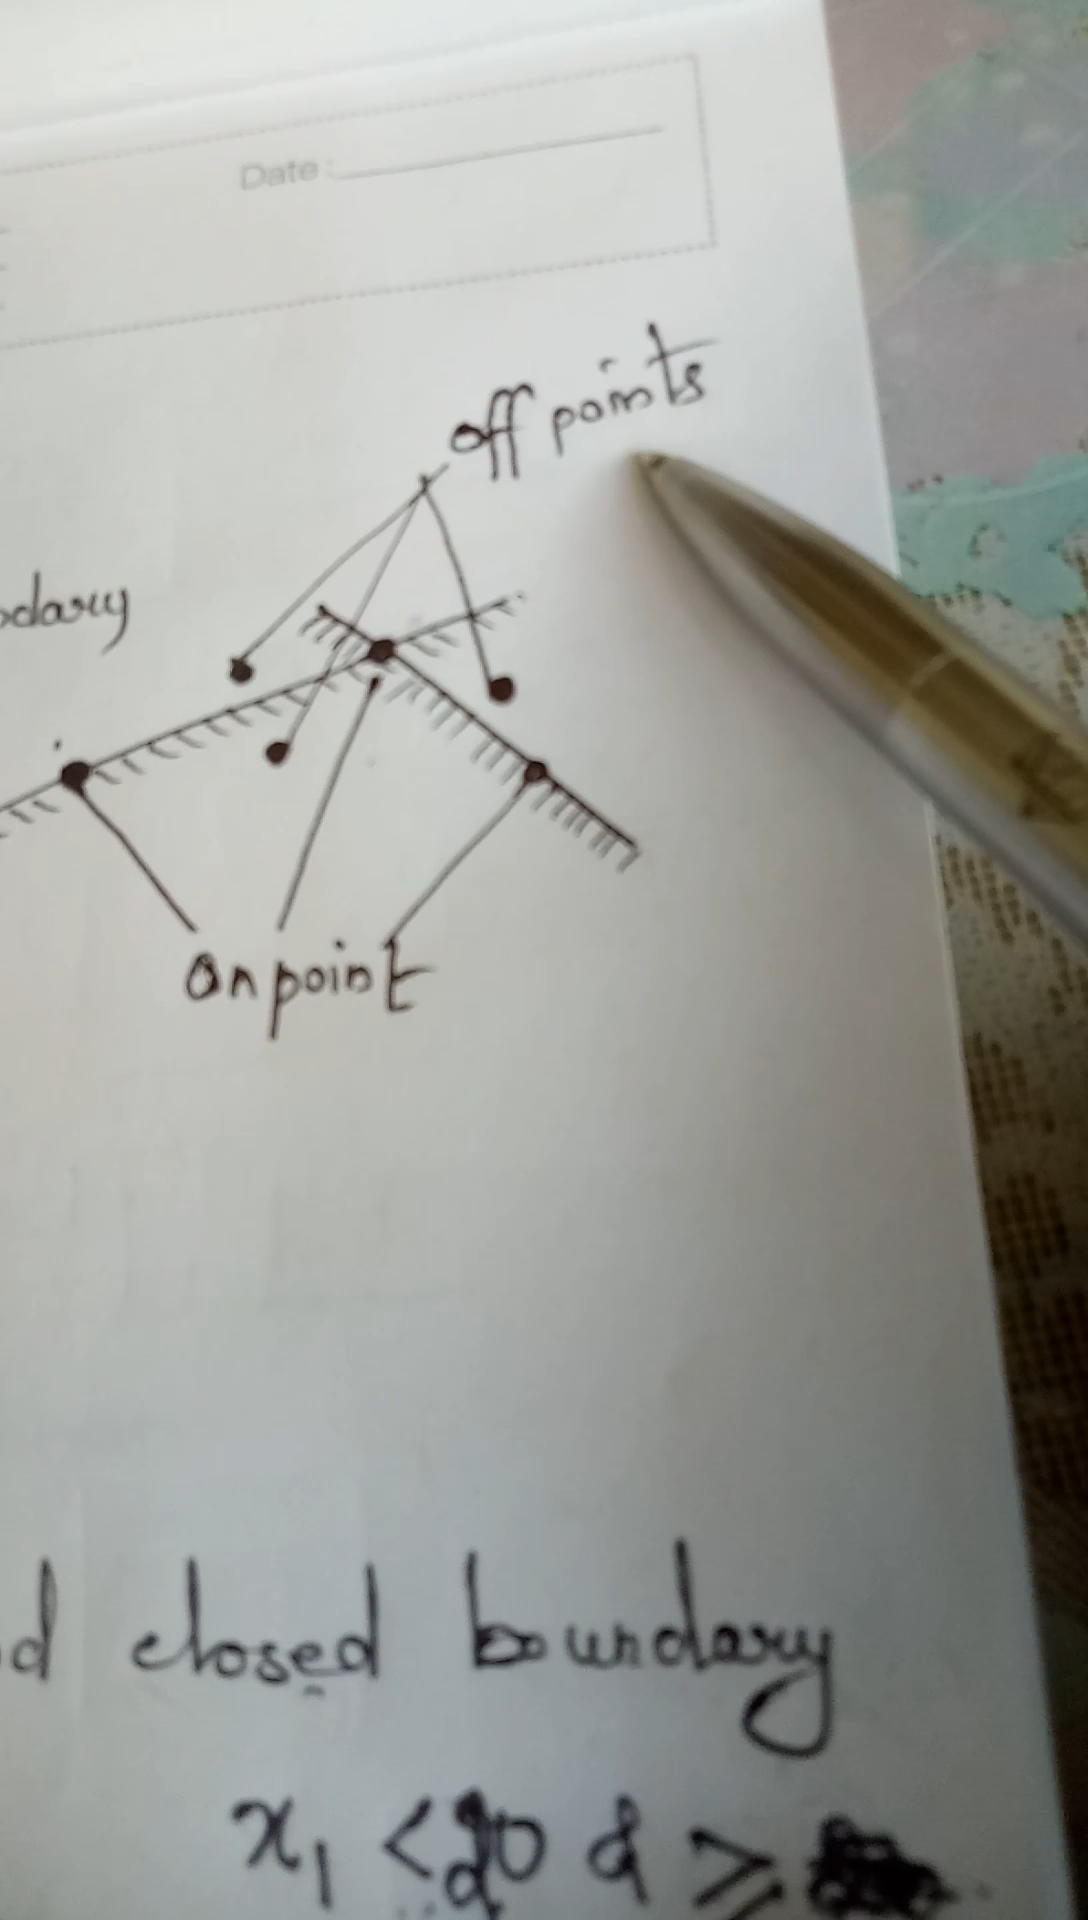 Date:
off points
ndary
on point
d closed boundary
x₁ < 20 & ≥